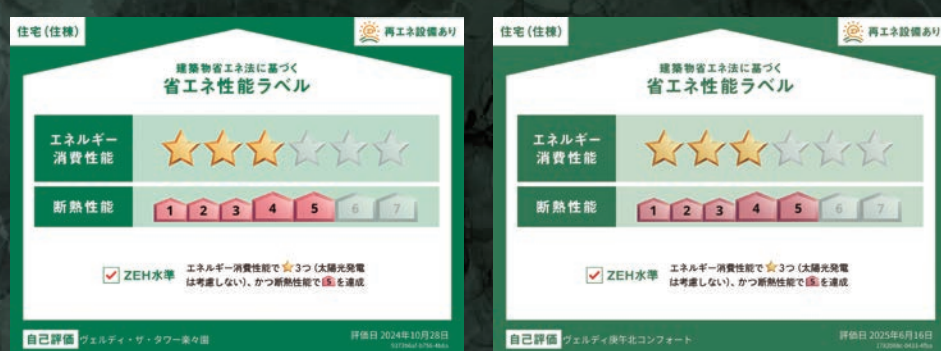 住宅(住棟)
再エネ設備あり
建築物省エネ法に基づく
省エネ性能ラベル
エネルギー
消費性能
断熱性能
1 2 3 4 5 6 7
ZEH水準
エネルギー消費性能で☆3つ(太陽光発電
は考慮しない)、かつ断熱性能で5を達成
自己評価 ヴェルディ・ザ・タワー楽々園
評価日 2024年10月28日
住宅(住棟)
再エネ設備あり
建築物省エネ法に基づく
省エネ性能ラベル
エネルギー
消費性能
断熱性能
1 2 3 4 5 6 7
ZEH水準
エネルギー消費性能で☆3つ(太陽光発電
は考慮しない)、かつ断熱性能で5を達成
自己評価 ヴェルディ庚午北コンフォート
評価日 2025年6月16日